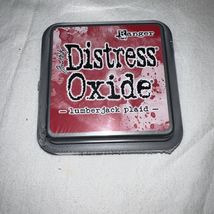 Ranger
Distress
Oxide
- lumberjack plaid -